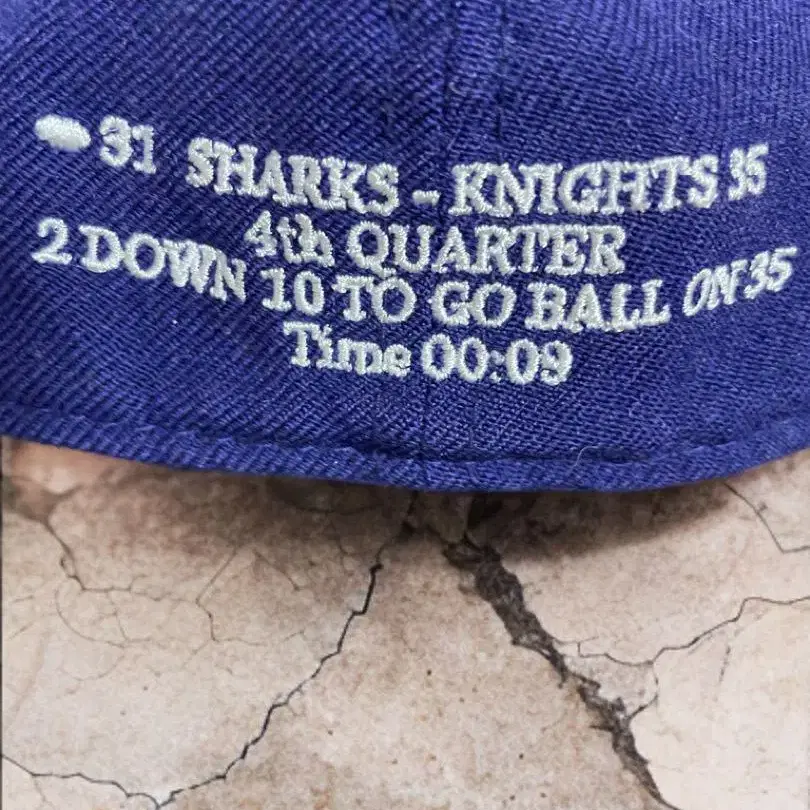 31 SHARKS - KNIGHTS 35
4th QUARTER
2 DOWN 10 TO GO BALL ON 35
Time 00:09